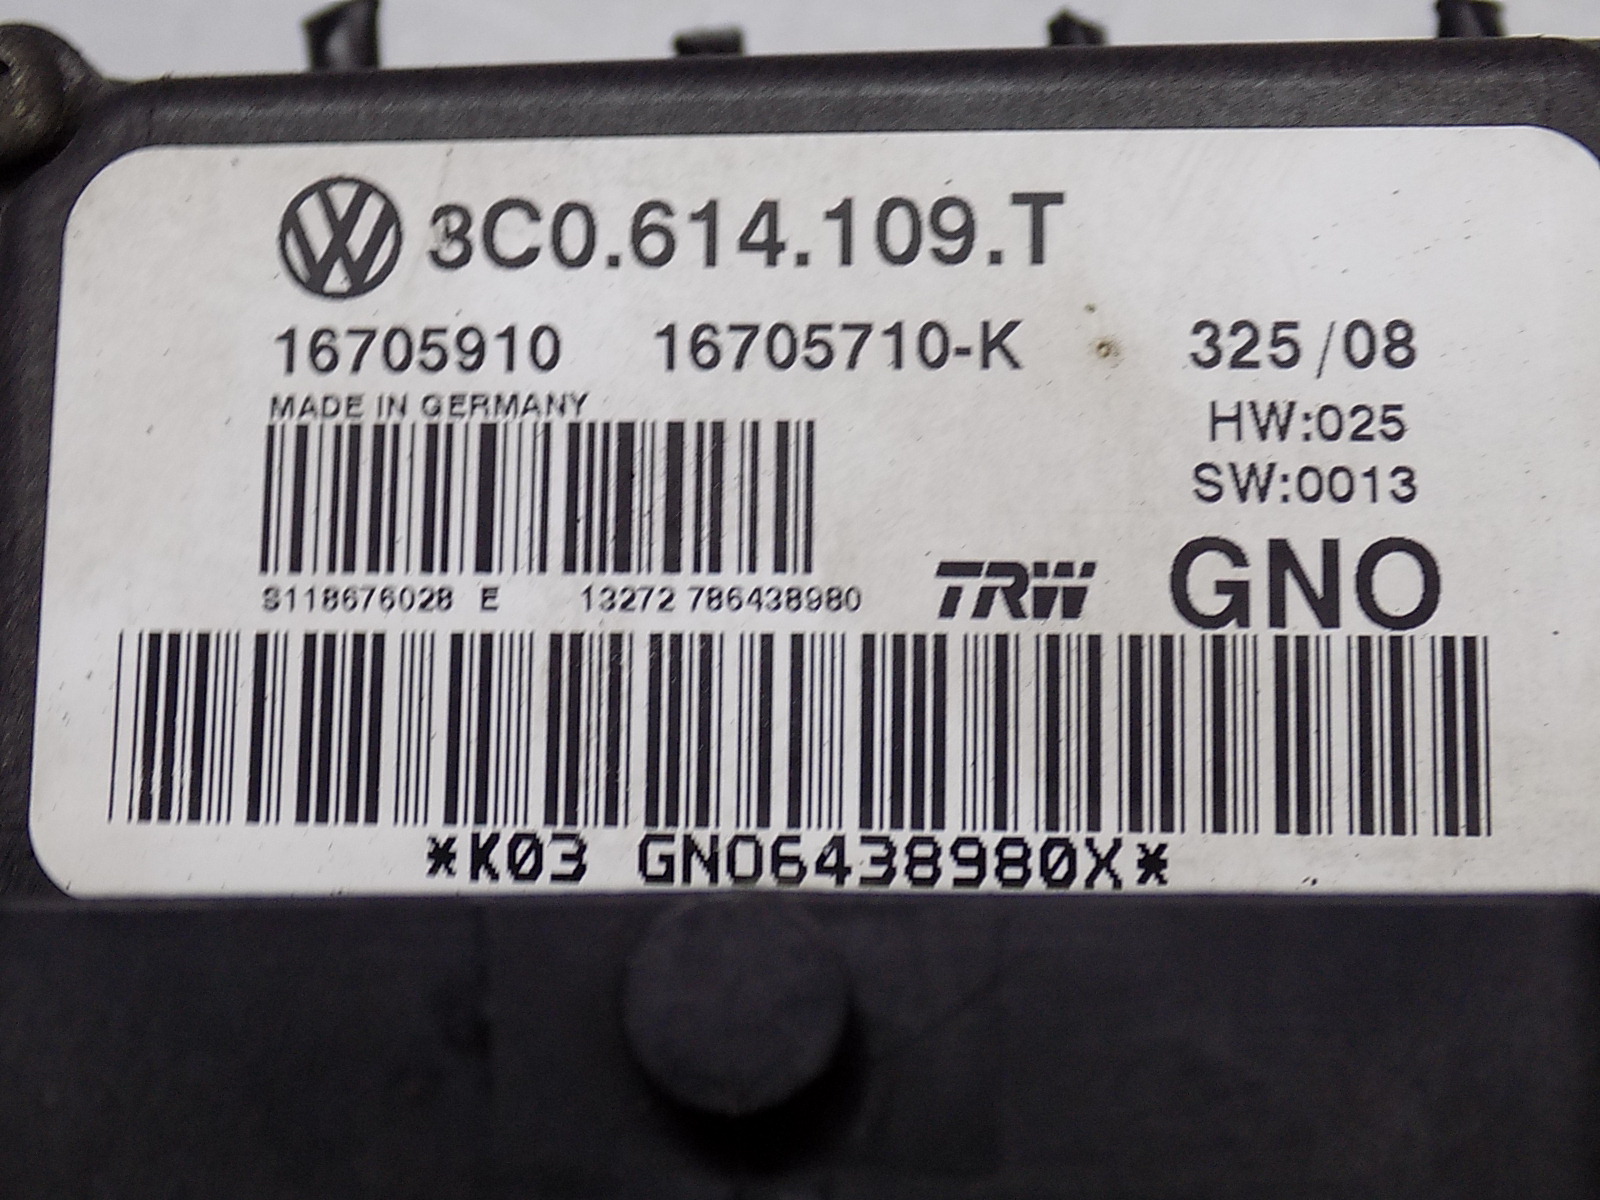 3C0.614.109.T
16705910 16705710-K 325/08
MADE IN GERMANY
HW:025
SW:0013
S118676028 E 13272 786438980
TRW GNO
*K03 GNO6438980X*